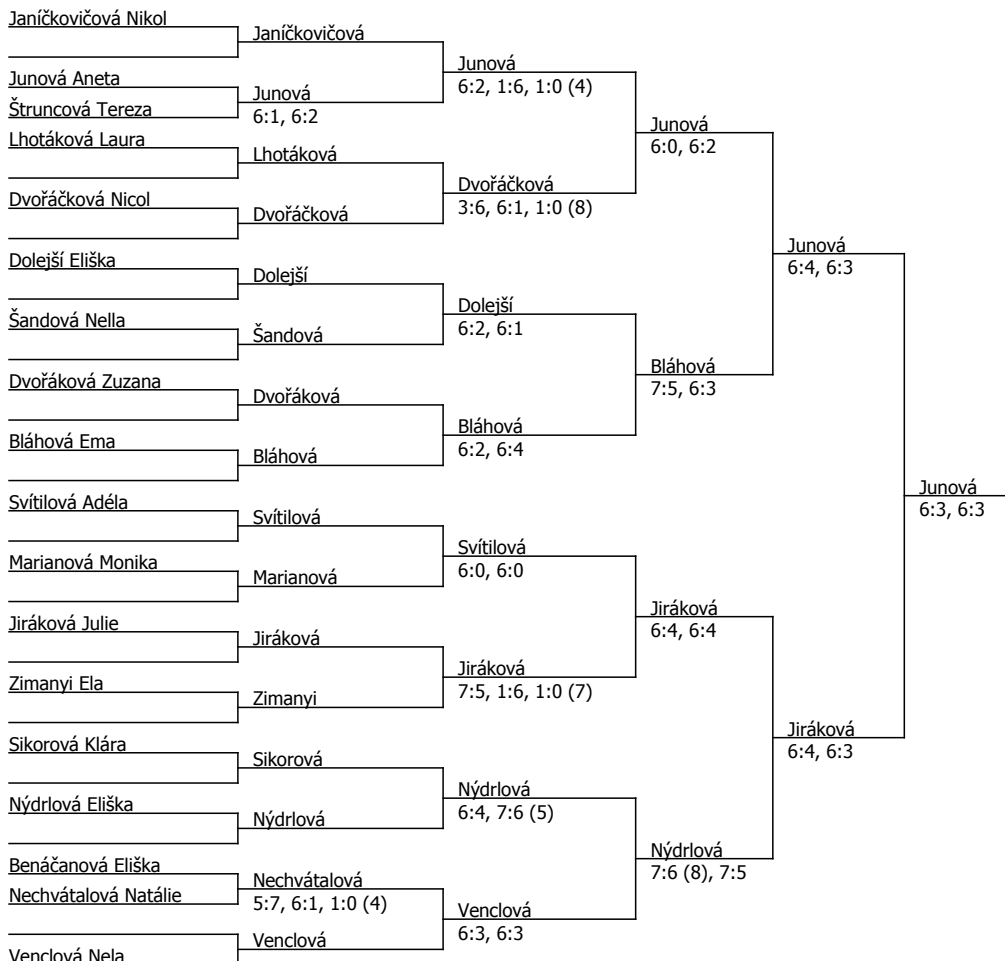 Janíčkovičová Nikol
Junová Aneta
Štruncová Tereza
Lhotáková Laura
Dvořáčková Nicol
Dolejší Eliška
Šandová Nella
Dvořáková Zuzana
Bláhová Ema
Svítilová Adéla
Marianová Monika
Jiráková Julie
Zimanyi Ela
Sikorová Klára
Nýdrlová Eliška
Benáčanová Eliška
Nechvátalová Natálie
Venclová Nela
Janíčkovičová
Junová
6:1, 6:2
Lhotáková
Dvořáčková
Dolejší
Šandová
Dvořáková
Bláhová
Svítilová
Marianová
Jiráková
Zimanyi
Sikorová
Nýdrlová
Nechvátalová
5:7, 6:1, 1:0 (4)
Venclová
Junová
6:2, 1:6, 1:0 (4)
Dvořáčková
3:6, 6:1, 1:0 (8)
Dolejší
6:2, 6:1
Bláhová
6:2, 6:4
Svítilová
6:0, 6:0
Jiráková
7:5, 1:6, 1:0 (7)
Nýdrlová
6:4, 7:6 (5)
Venclová
6:3, 6:3
Junová
6:0, 6:2
Bláhová
7:5, 6:3
Jiráková
6:4, 6:4
Nýdrlová
7:6 (8), 7:5
Junová
6:4, 6:3
Jiráková
6:4, 6:3
Junová
6:3, 6:3